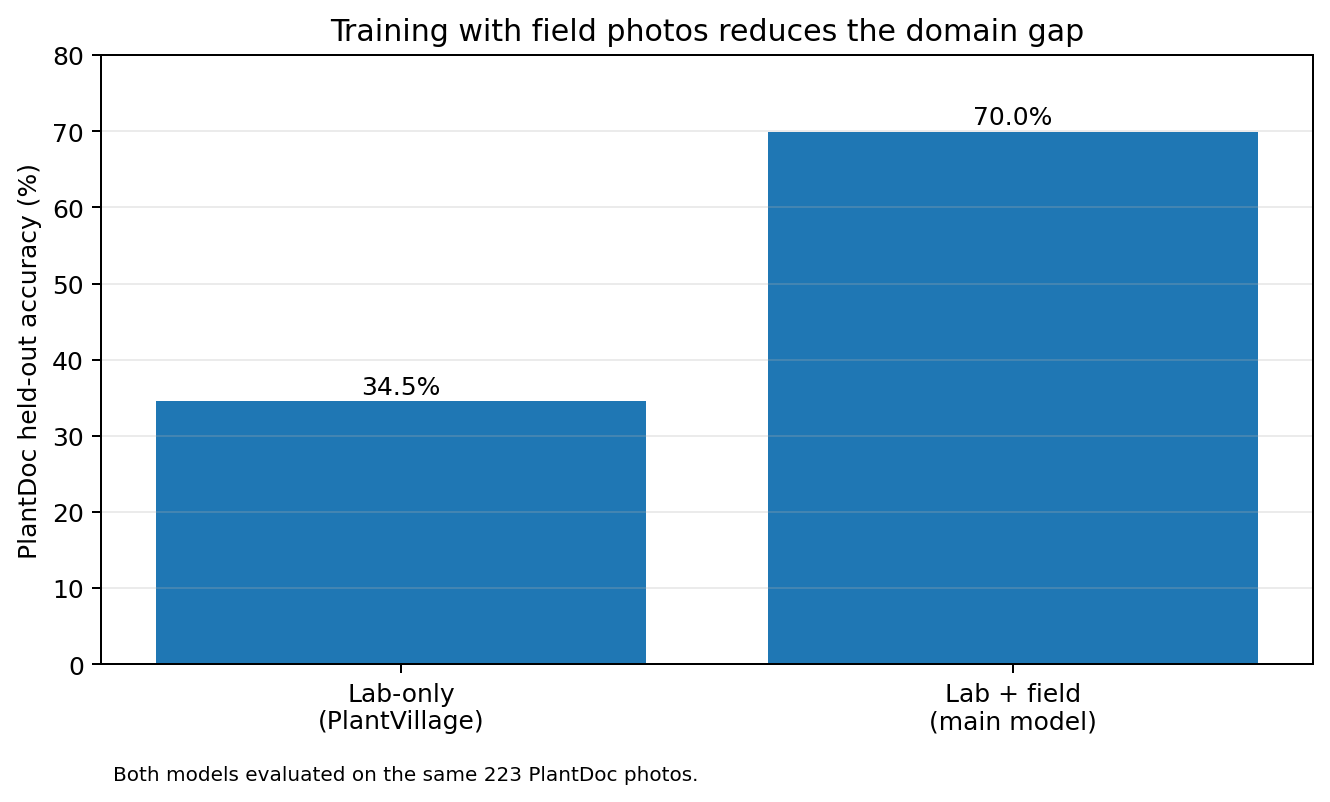 Training with field photos reduces the domain gap
PlantDoc held-out accuracy (%)
80
70
60
50
40
30
20
10
0
34.5%
70.0%
Lab-only
(PlantVillage)
Lab + field
(main model)
Both models evaluated on the same 223 PlantDoc photos.